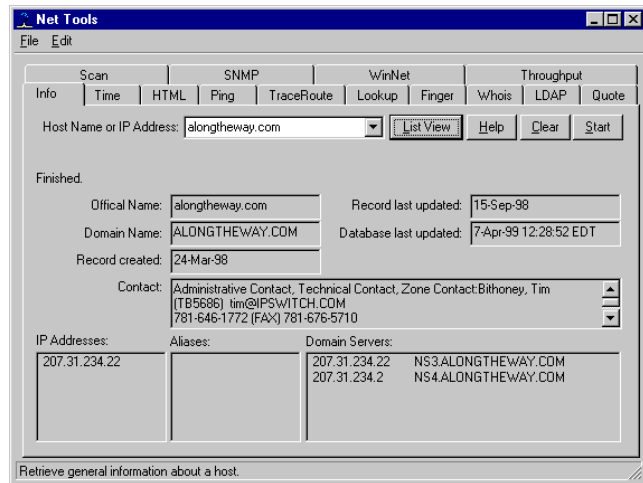 Net Tools
File Edit
Scan SNMP WinNet Throughput
Info Time HTML Ping TraceRoute Lookup Finger Whois LDAP Quote
Host Name or IP Address: alongtheway.com List View Help Clear Start
Finished.
Offical Name: alongtheway.com Record last updated: 15-Sep-98
Domain Name: ALONGTHEWAY.COM Database last updated: 7-Apr-99 12:28:52 EDT
Record created: 24-Mar-98
Contact: Administrative Contact, Technical Contact, Zone Contact:Bithoney, Tim
(TB5686) tim@IPSWITCH.COM
781-646-1772 (FAX) 781-676-5710
IP Addresses: Aliases: Domain Servers:
207.31.234.22 207.31.234.22 NS3.ALONGTHEWAY.COM
207.31.234.2 NS4.ALONGTHEWAY.COM
Retrieve general information about a host.